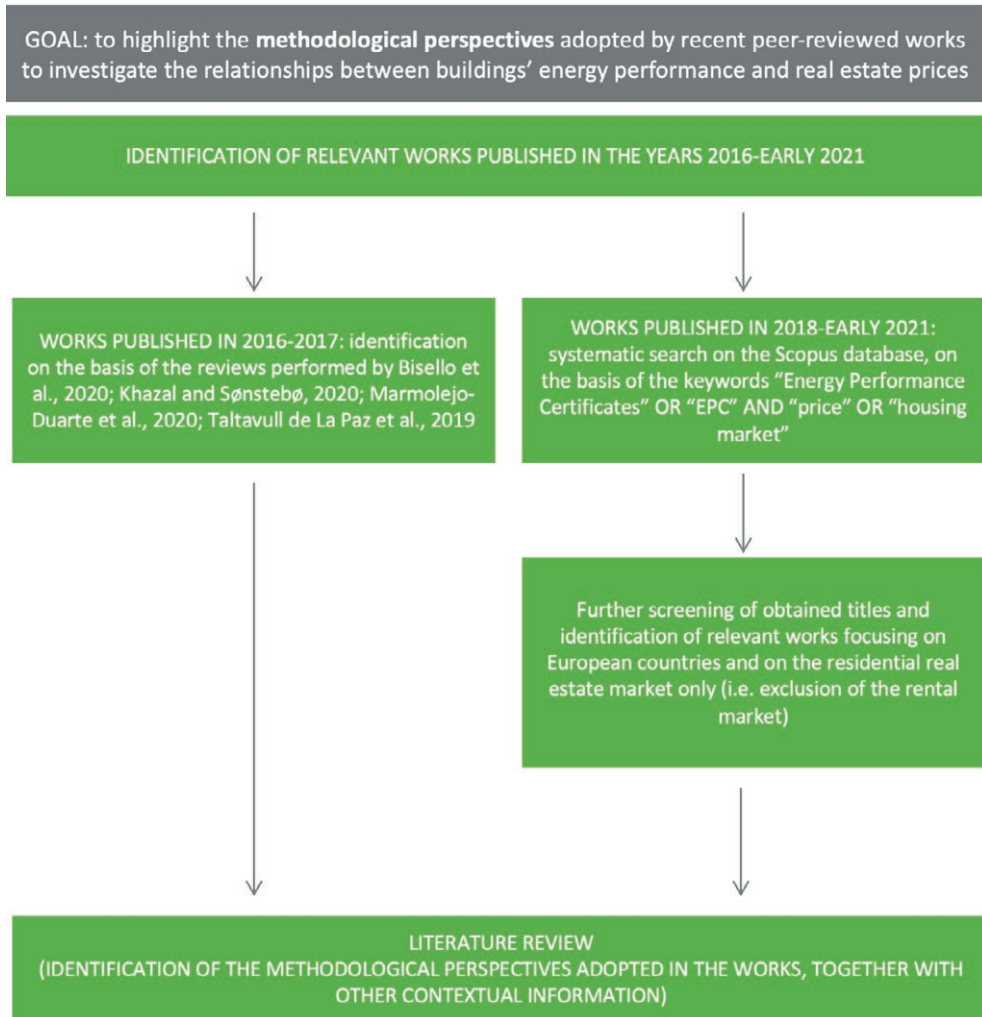 GOAL: to highlight the methodological perspectives adopted by recent peer-reviewed works
to investigate the relationships between buildings’ energy performance and real estate prices
IDENTIFICATION OF RELEVANT WORKS PUBLISHED IN THE YEARS 2016-EARLY 2021
WORKS PUBLISHED IN 2016-2017: identification
on the basis of the reviews performed by Bisello
et al., 2020; Khazal and Sønstebø, 2020; Marmolejo-
Duarte et al., 2020; Taltavull de La Paz et al., 2019
WORKS PUBLISHED IN 2018-EARLY 2021:
systematic search on the Scopus database, on
the basis of the keywords “Energy Performance
Certificates” OR “EPC” AND “price” OR “housing
market”
Further screening of obtained titles and
identification of relevant works focusing on
European countries and on the residential real
estate market only (i.e. exclusion of the rental
market)
LITERATURE REVIEW
(IDENTIFICATION OF THE METHODOLOGICAL PERSPECTIVES ADOPTED IN THE WORKS, TOGETHER WITH
OTHER CONTEXTUAL INFORMATION)